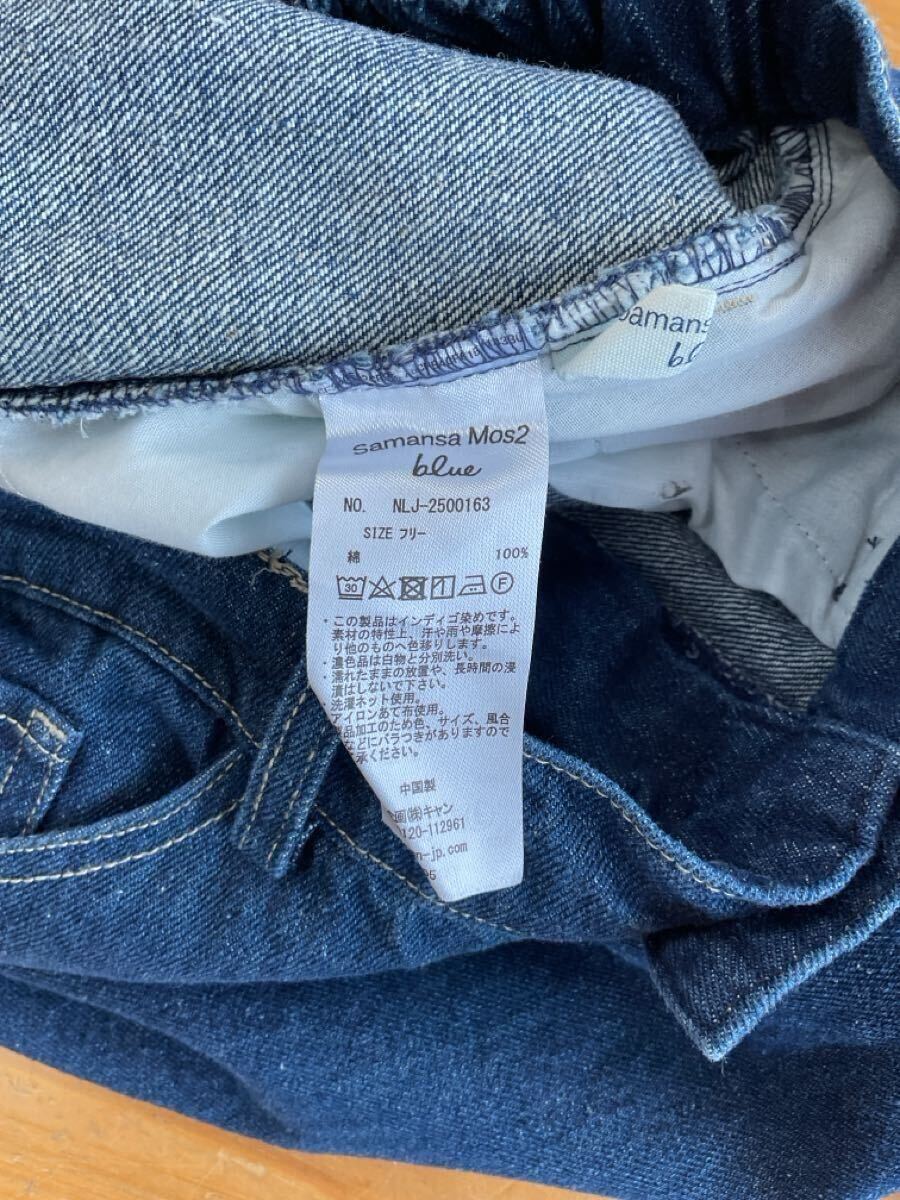 Samansa Mos2
blue
NO. NLJ-2500163
SIZE フリー
綿 100%
30
F
・この製品はインディゴ染めです。
素材の特性上、汗や雨や摩擦によ
り他のものへ色移りします。
・濃色品は白物と分別洗い。
・濡れたままの放置や、長時間の浸
漬はしないで下さい。
・洗濯ネット使用。
アイロンあて布使用。
品加工のため色、サイズ、風合
などにバラつきがありますので
承ください。
中国製
画(株)キャン
120-112961
n-jp.com
amans